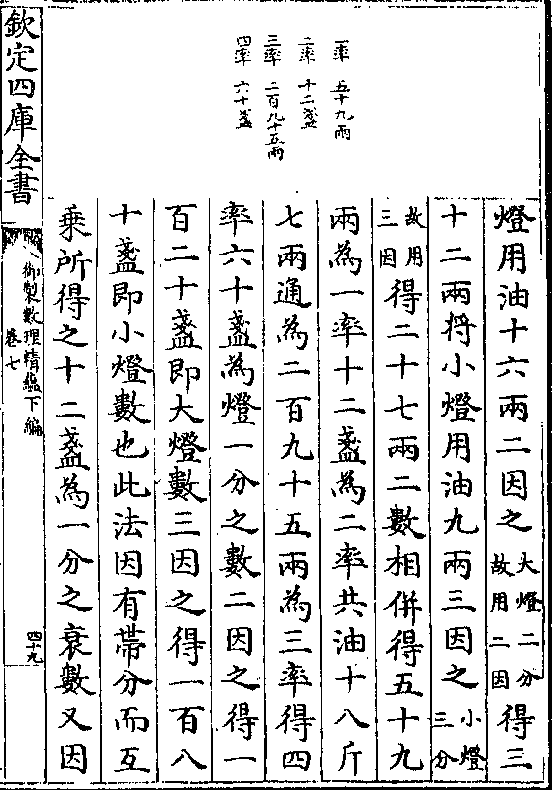 一率　五十九兩
二率　十二盞
三率　二百九十五兩
四率　六十盞
燈用油十六兩二因之大燈二分故用二因得三
十二兩將小燈用油九兩三因之小燈三分
故用三因得二十七兩二數相併得五十九
兩為一率十二盞為二率共油十八斤
七兩通為二百九十五兩為三率得四
率六十盞為燈一分之數二因之得一
百二十盞即大燈數三因之得一百八
十盞即小燈數也此法因有帶分而互
乘所得之十二盞為一分之衰數又因
欽定四庫全書
御製數理精藴下編
卷七
四十九